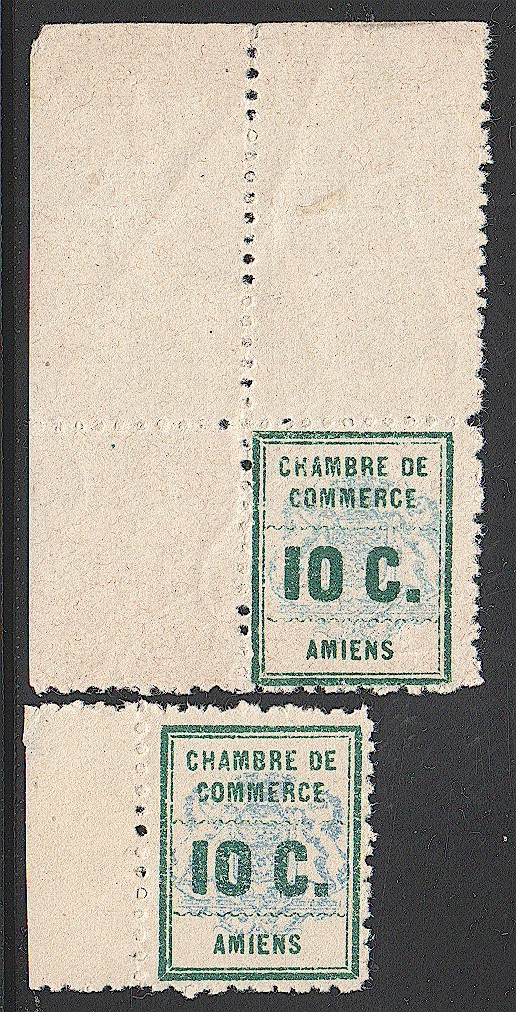 CHAMBRE DE
COMMERCE
10 C.
AMIENS
CHAMBRE DE
COMMERCE
10 C.
AMIENS